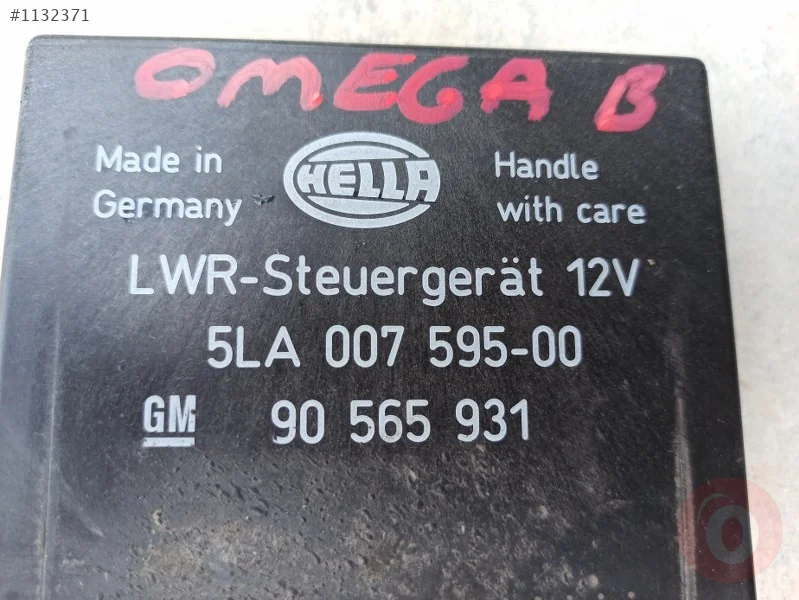 #1132371
OMEGA B
Made in Germany
HELLA
Handle with care
LWR-Steuergerät 12V
5LA 007 595-00
GM 90 565 931